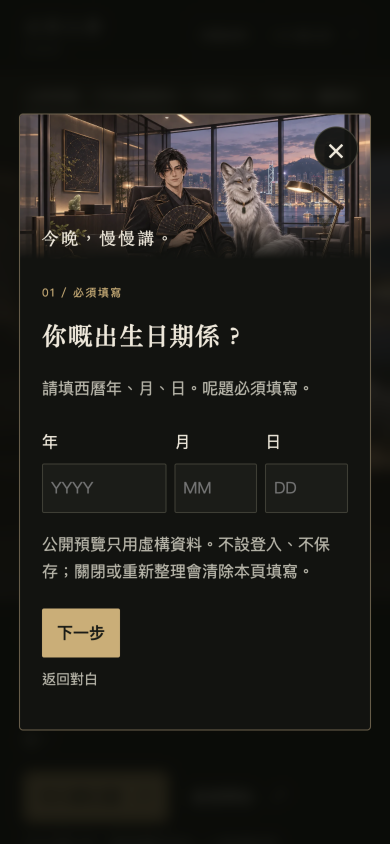 今晚，慢慢講。
01 / 必須填寫
你嘅出生日期係？
請填西曆年、月、日。呢題必須填寫。
年 月 日
YYYY MM DD
公開預覽只用虛構資料。不設登入、不保
存；關閉或重新整理會清除本頁填寫。
下一步
返回對白